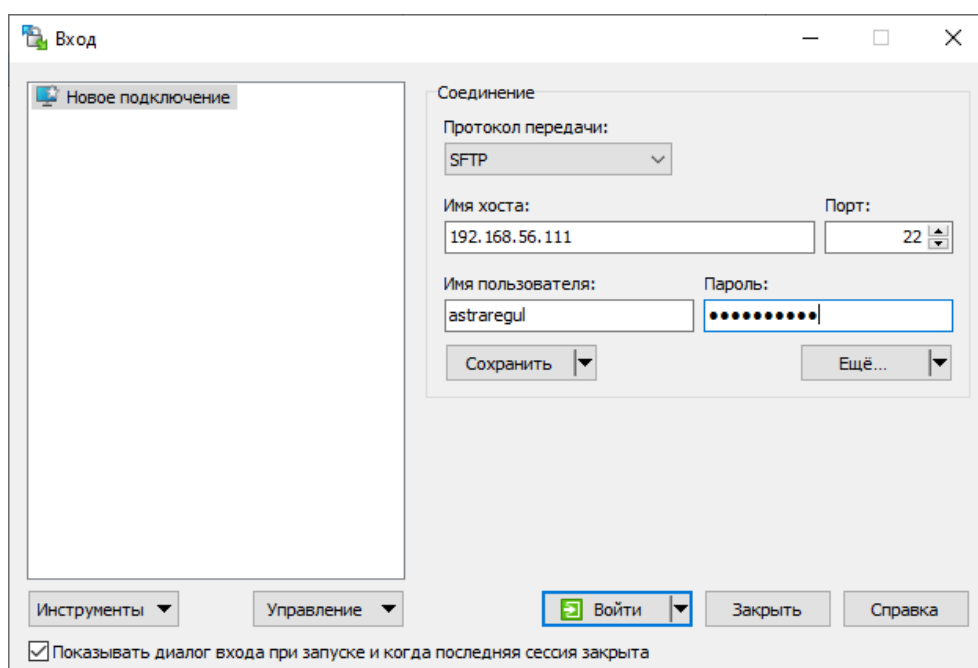 Вход
Новое подключение
Соединение
Протокол передачи:
SFTP
Имя хоста:
Порт:
192.168.56.111
22
Имя пользователя:
Пароль:
astraregul
●●●●●●●●●●
Сохранить
Ещё...
Инструменты
Управление
Войти
Закрыть
Справка
Показывать диалог входа при запуске и когда последняя сессия закрыта